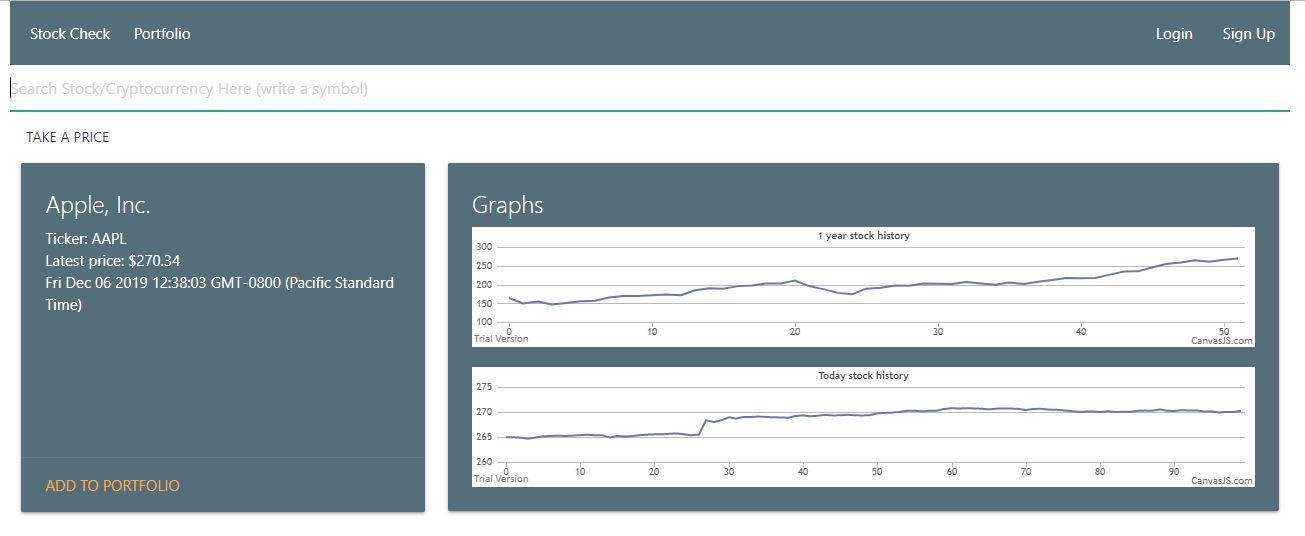 Stock Check Portfolio Login Sign Up
Search Stock/Cryptocurrency Here (write a symbol)
TAKE A PRICE
Apple, Inc.
Ticker: AAPL
Latest price: $270.34
Fri Dec 06 2019 12:38:03 GMT-0800 (Pacific Standard
Time)
ADD TO PORTFOLIO
Graphs
1 year stock history
300
250
200
150
100
0 10 20 30 40 50
Trial Version CanvasJS.com
Today stock history
275
270
265
260
0 10 20 30 40 50 60 70 80 90
Trial Version CanvasJS.com